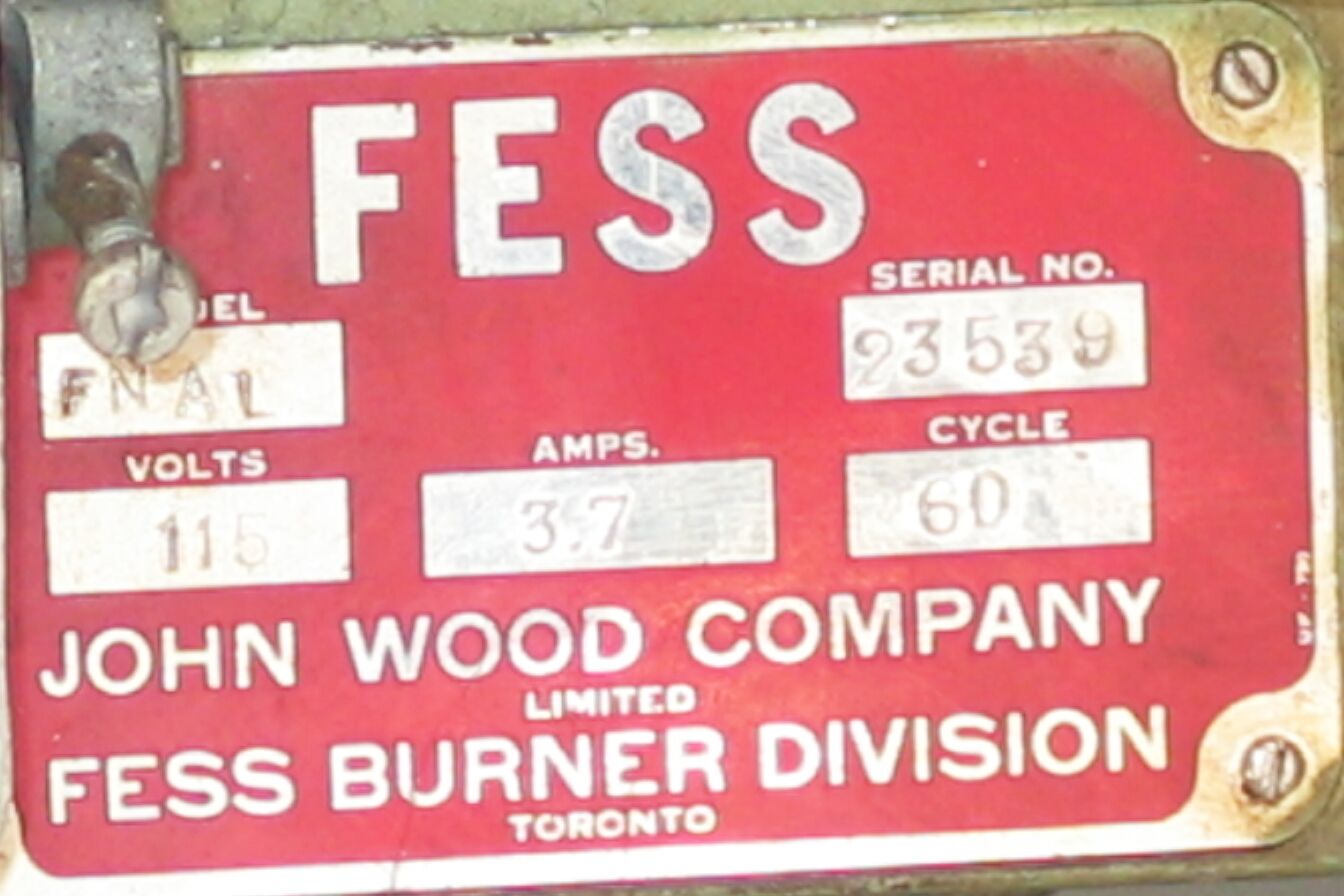 FESS
SERIAL NO.
23539
FNAL
VOLTS
115
AMPS.
3.7
CYCLE
60
JOHN WOOD COMPANY
LIMITED
FESS BURNER DIVISION
TORONTO